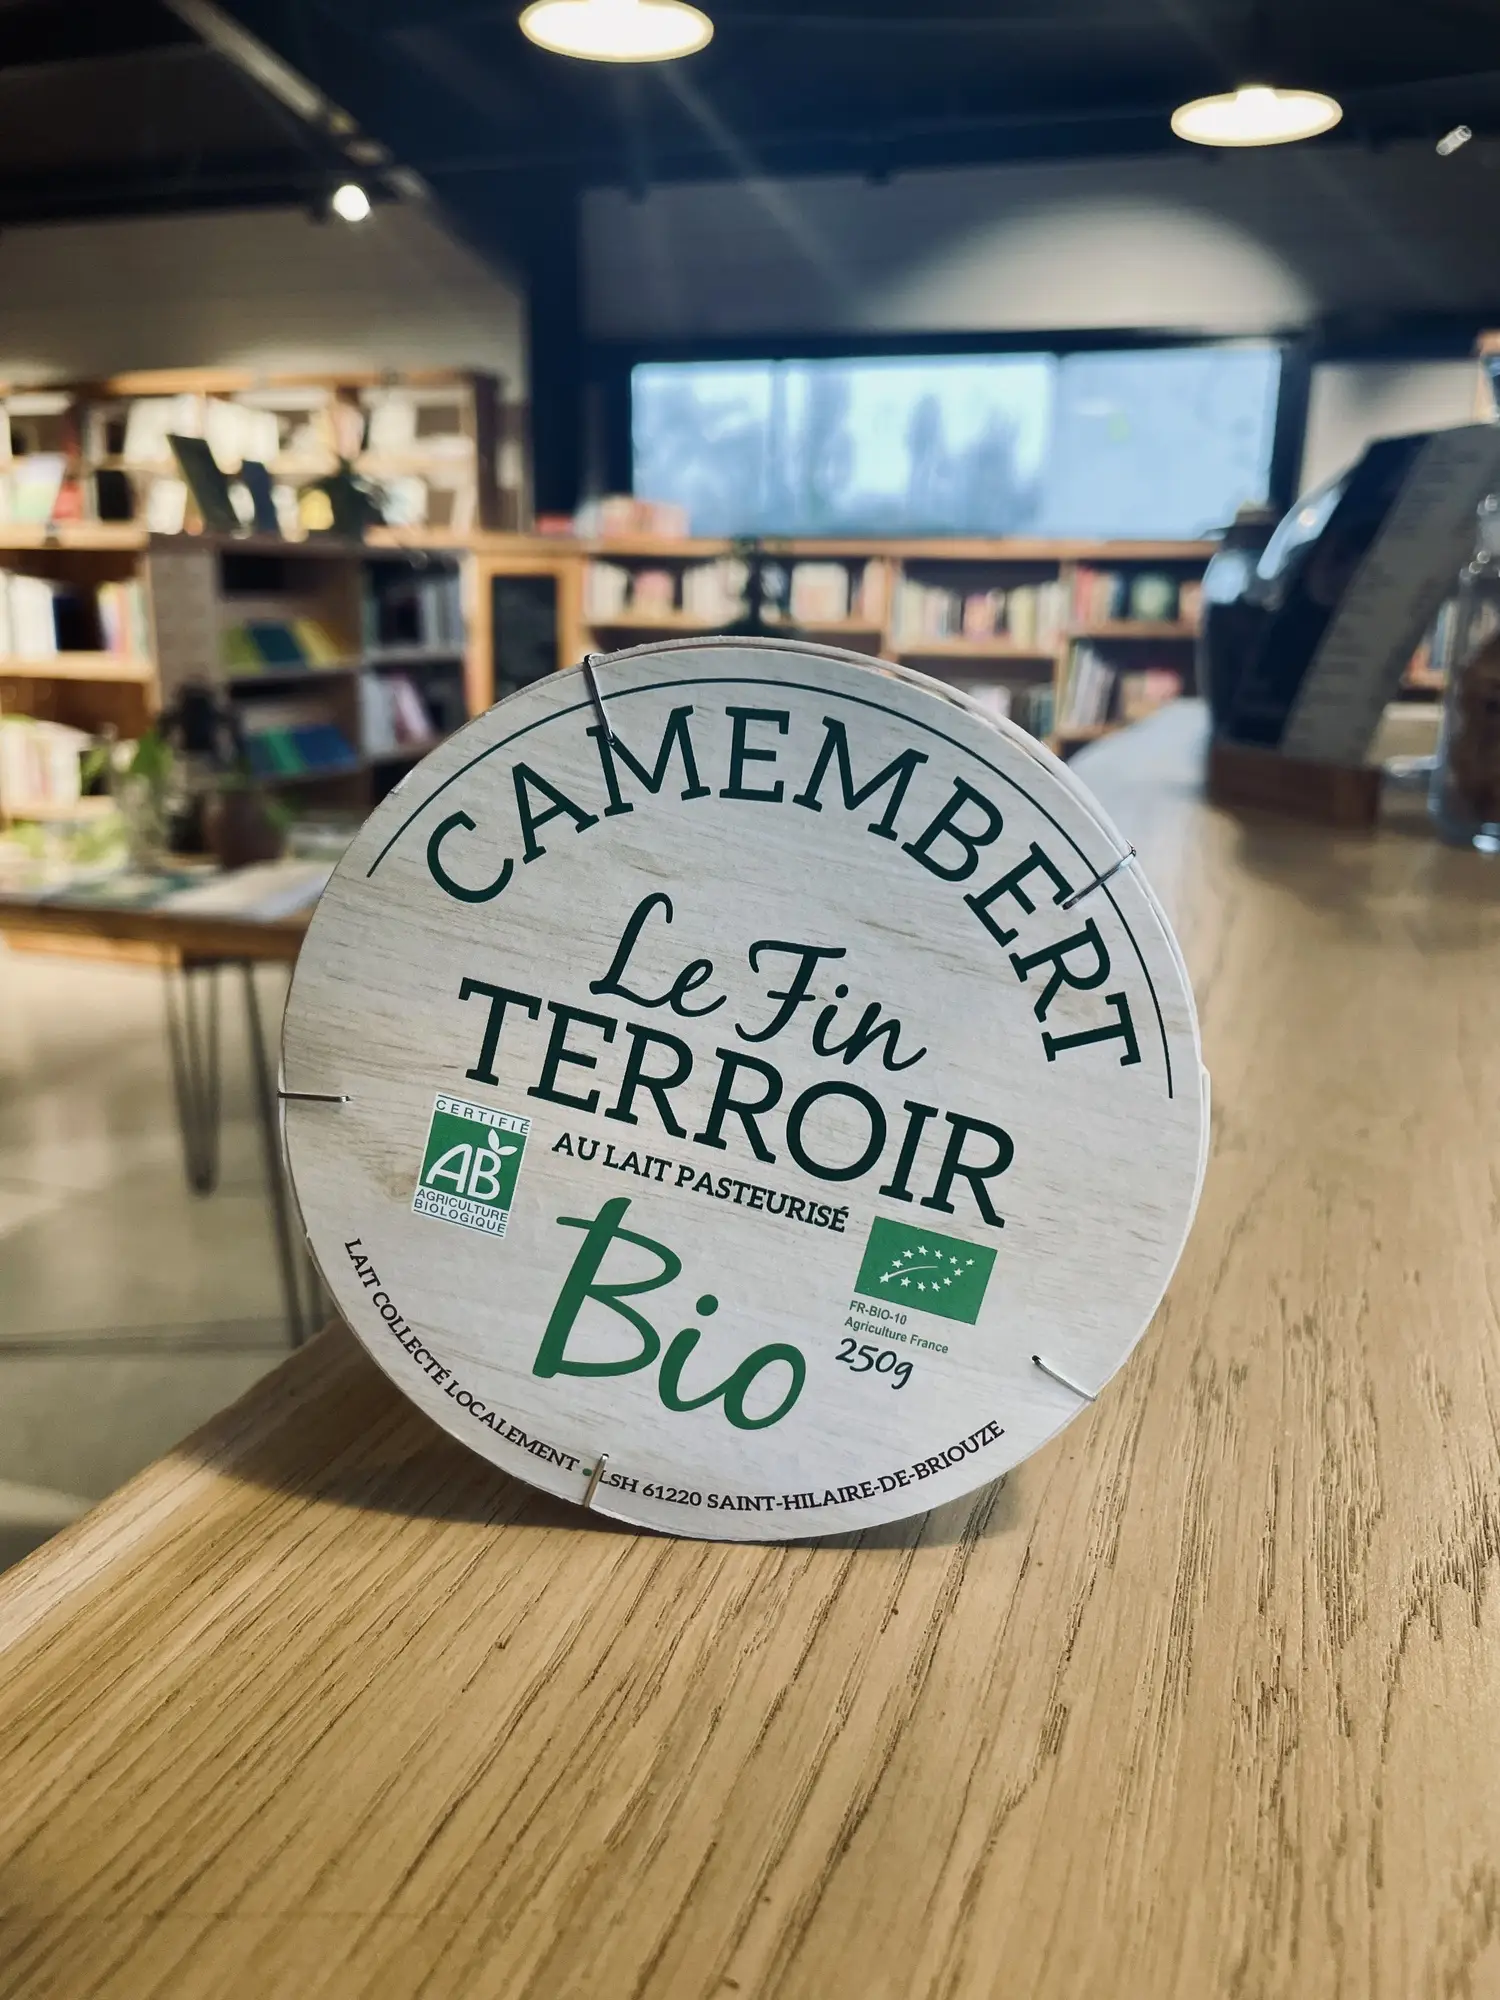 CAMEMBERT
Le Fin
TERROIR
AU LAIT PASTEURISÉ
Bio
CERTIFIÉ
AB
AGRICULTURE
BIOLOGIQUE
FR-BIO-10
Agriculture France
250g
LAIT COLLECTÉ LOCALEMENT • LSH 61220 SAINT-HILAIRE-DE-BRIOUZE